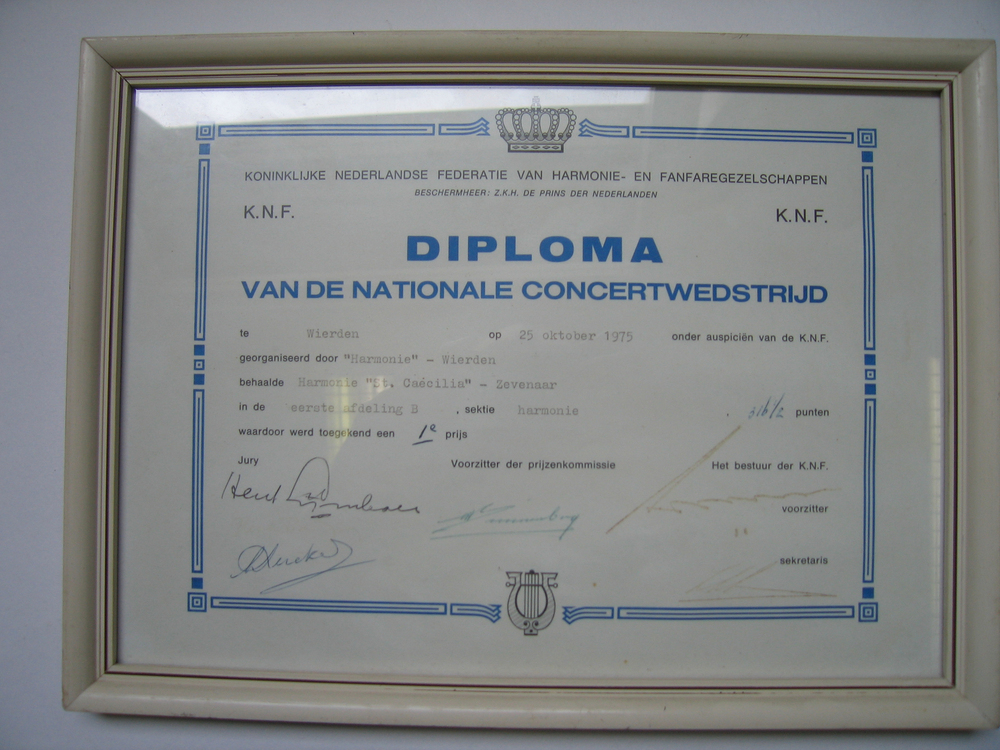 KONINKLIJKE NEDERLANDSE FEDERATIE VAN HARMONIE- EN FANFAREGEZELSCHAPPEN
BESCHERMHEER: Z.K.H. DE PRINS DER NEDERLANDEN
K.N.F. K.N.F.
DIPLOMA
VAN DE NATIONALE CONCERTWEDSTRIJD
te Wierden op 25 oktober 1975 onder auspiciën van de K.N.F.
georganiseerd door "Harmonie" - Wierden
behaalde Harmonie "St. Caécilia" - Zevenaar
in de eerste afdeling B , sektie harmonie 316½ punten
waardoor werd toegekend een 1e prijs
Jury Voorzitter der prijzenkommissie Het bestuur der K.N.F.
voorzitter
sekretaris